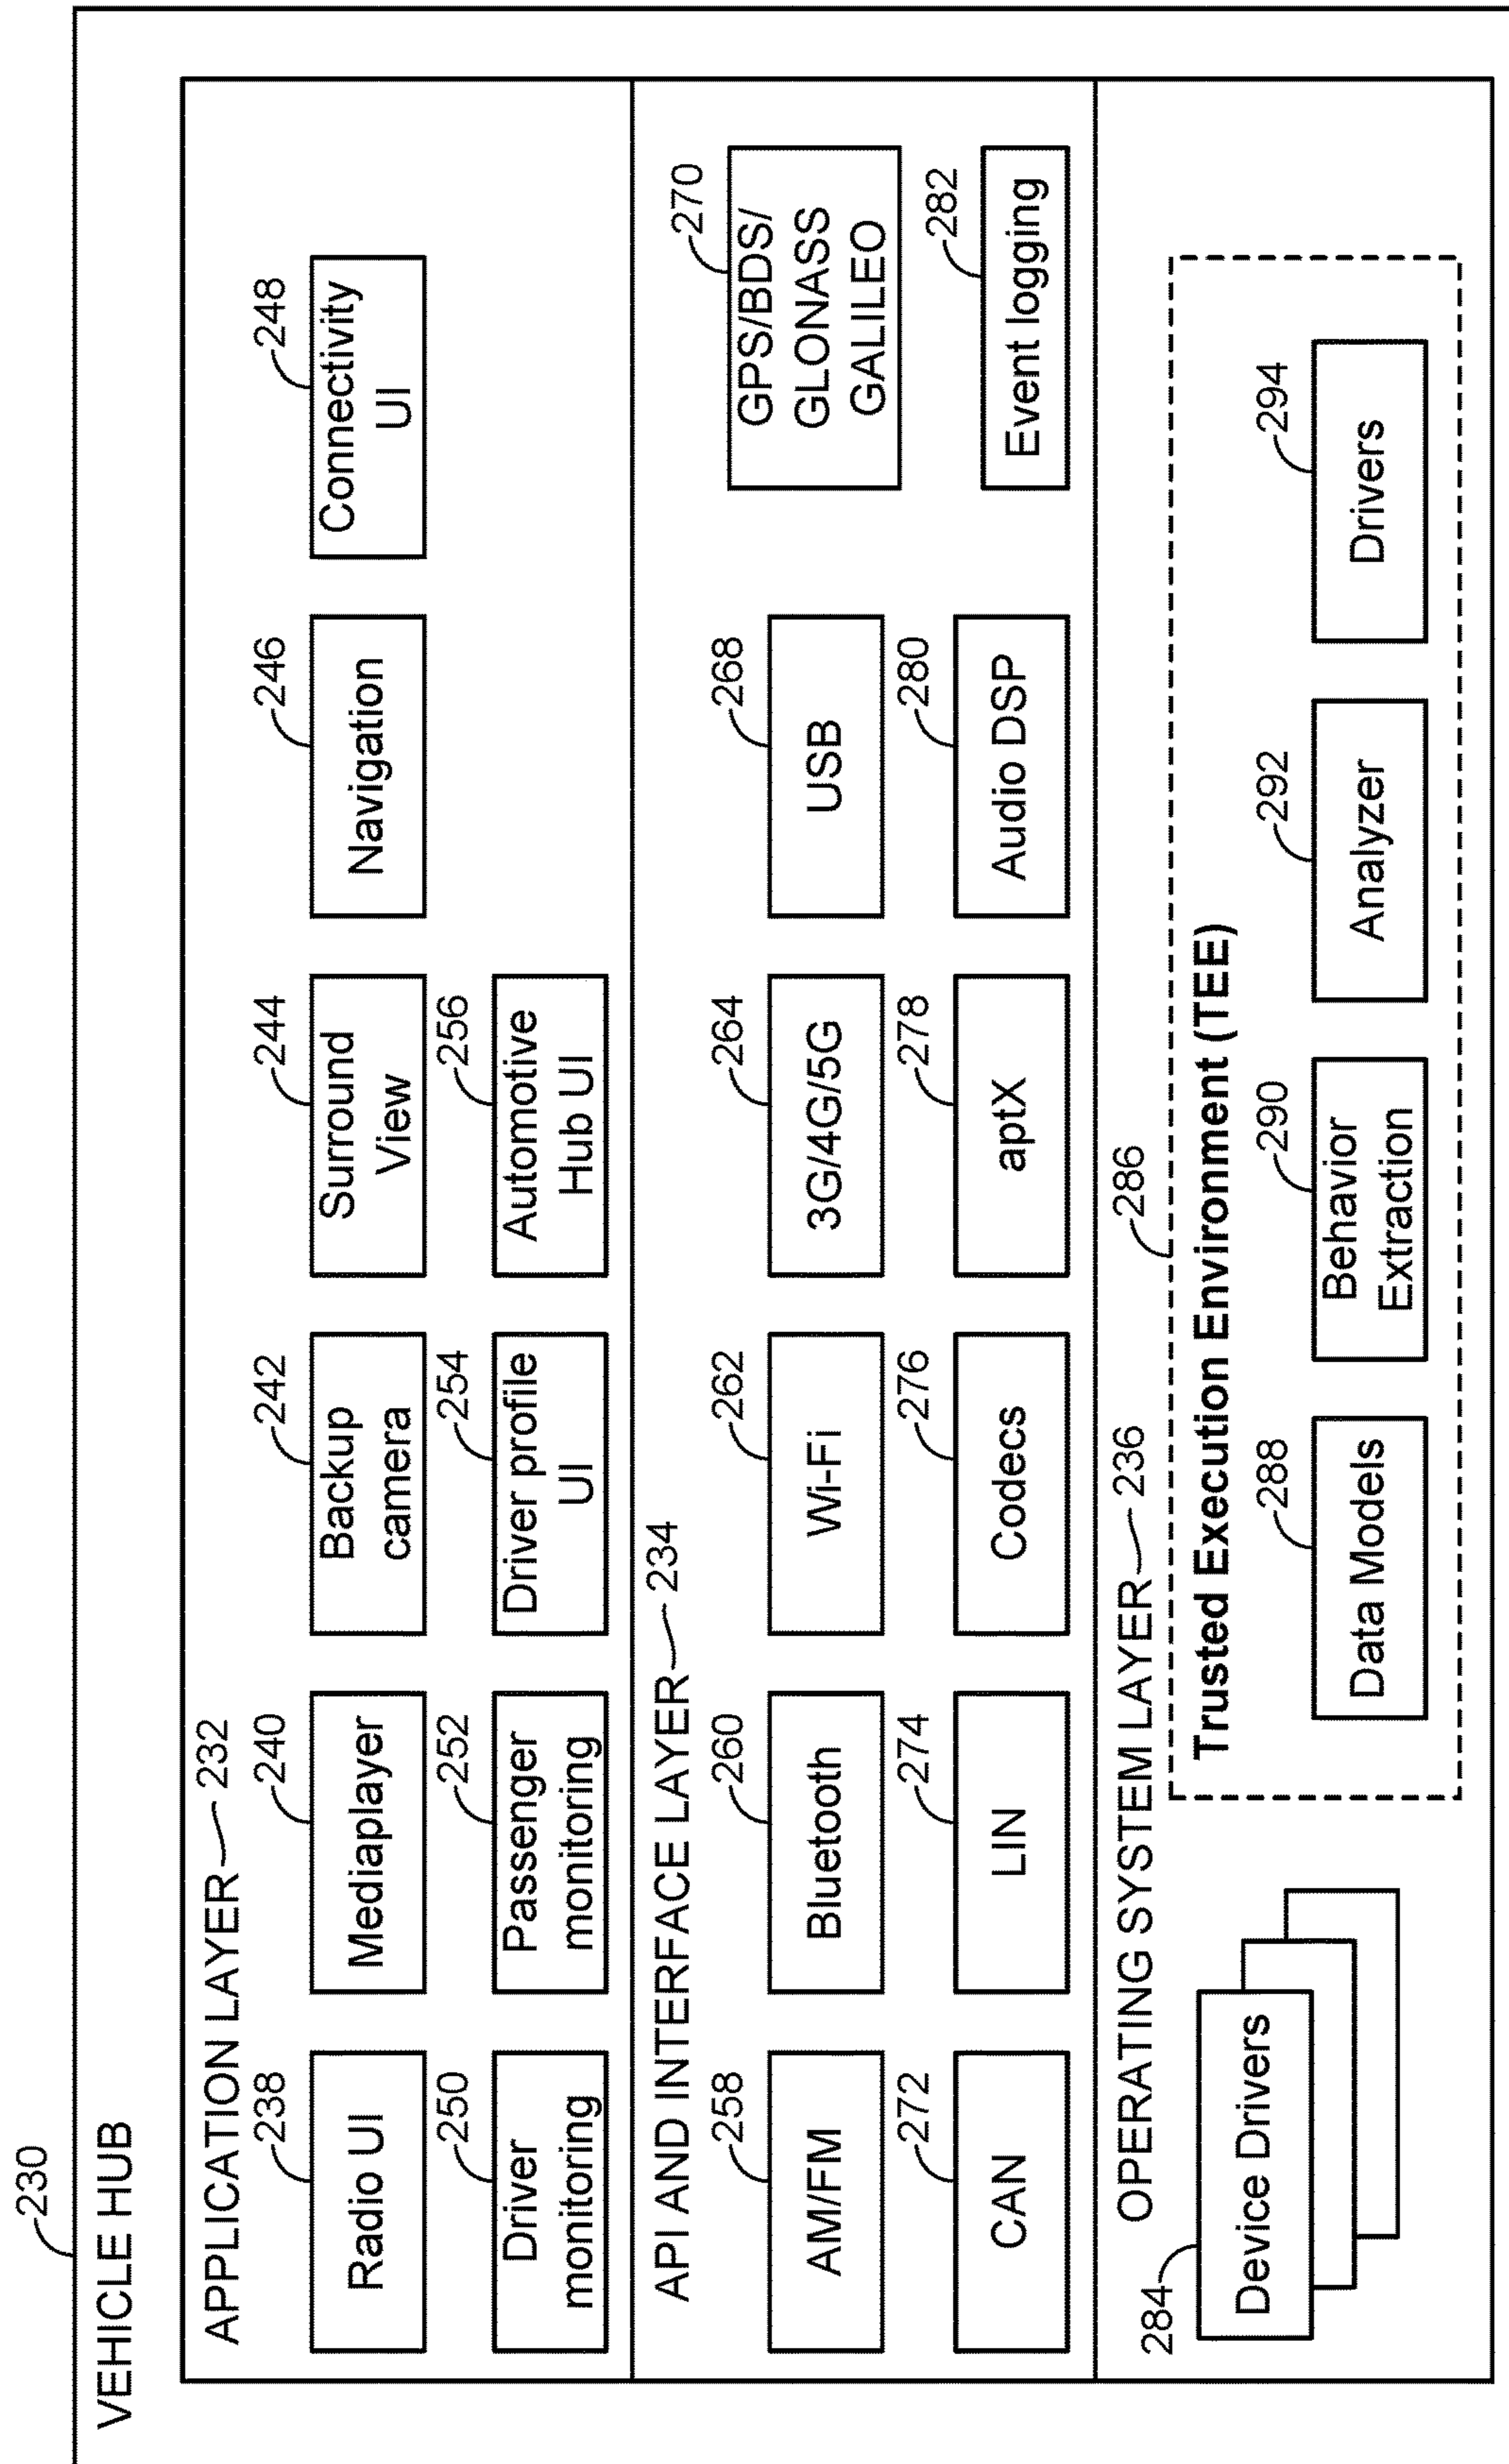 230
VEHICLE HUB
APPLICATION LAYER 232
238
240
242
244
246
248
Radio UI
Mediaplayer
Backup
camera
Surround
View
Navigation
Connectivity
UI
250
252
254
256
Driver
monitoring
Passenger
monitoring
Driver profile
UI
Automotive
Hub UI
API AND INTERFACE LAYER 234
258
260
262
264
268
270
AM/FM
Bluetooth
Wi-Fi
3G/4G/5G
USB
GPS/BDS/
GLONASS
GALILEO
272
274
276
278
280
282
CAN
LIN
Codecs
aptX
Audio DSP
Event logging
OPERATING SYSTEM LAYER 236
286
284
Device Drivers
Trusted Execution Environment (TEE)
288
290
292
294
Data Models
Behavior
Extraction
Analyzer
Drivers